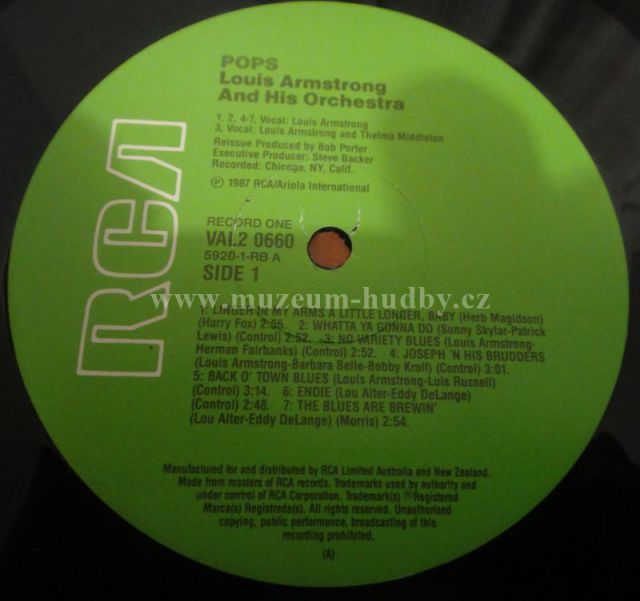 POPS
Louis Armstrong
And His Orchestra
1, 2, 4-7, Vocal: Louis Armstrong
3, Vocal: Louis Armstrong and Thelma Middleton
Reissue Produced by Bob Porter
Executive Producer: Steve Backer
Recorded: Chicago, NY, Calif.
℗ 1987 RCA/Ariola International
RCA
RECORD ONE
VAL2 0660
5920-1-RB A
SIDE 1
www.muzeum-hudby.cz
1: LINGER IN MY ARMS A LITTLE LONGER, BABY (Herb Magidson)
(Harry Fox) 2:55. 2: WHATTA YA GONNA DO (Sunny Skylar-Patrick
Lewis) (Control) 2:52. 3: NO VARIETY BLUES (Louis Armstrong-
Herman Fairbanks) (Control) 2:52. 4: JOSEPH 'N HIS BRUDDERS
(Louis Armstrong-Barbara Belle-Bobby Kroll) (Control) 3:01.
5: BACK O' TOWN BLUES (Louis Armstrong-Luis Russell)
(Control) 3:14. 6: ENDIE (Lou Alter-Eddy DeLange)
(Control) 2:48. 7: THE BLUES ARE BREWIN'
(Lou Alter-Eddy DeLange) (Morris) 2:54.
Manufactured for and distributed by RCA Limited Australia and New Zealand.
Made from masters of RCA records. Trademarks used by authority and
under control of RCA Corporation. Trademark(s) ®Registered
Marca(s) Registrada(s). All rights reserved. Unauthorised
copying, public performance, broadcasting of this
recording prohibited.
(A)